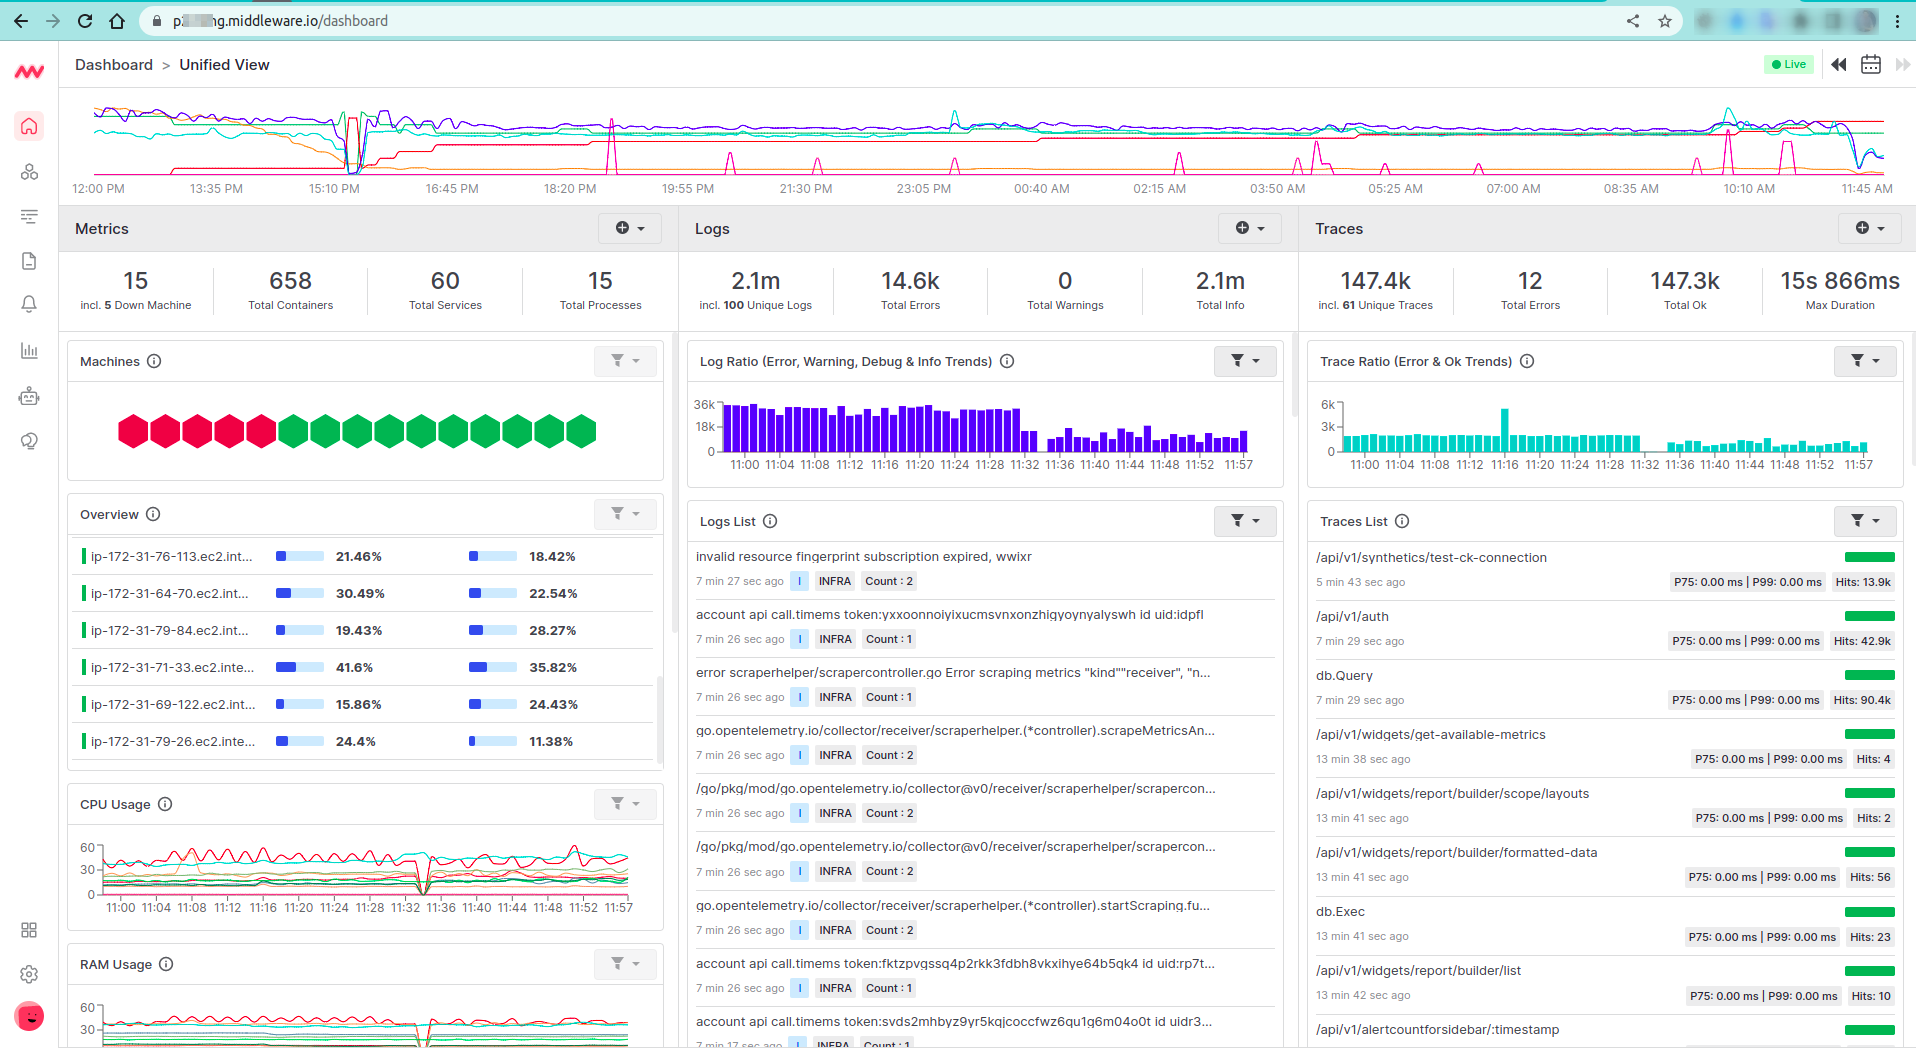 ng.middleware.io/dashboard
Dashboard > Unified View
Live
12:00 PM 13:35 PM 15:10 PM 16:45 PM 18:20 PM 19:55 PM 21:30 PM 23:05 PM 00:40 AM 02:15 AM 03:50 AM 05:25 AM 07:00 AM 08:35 AM 10:10 AM 11:45 AM
Metrics
15
incl. 5 Down Machine
658
Total Containers
60
Total Services
15
Total Processes
Machines
Overview
ip-172-31-76-113.ec2.int... 21.46% 18.42%
ip-172-31-64-70.ec2.int... 30.49% 22.54%
ip-172-31-79-84.ec2.int... 19.43% 28.27%
ip-172-31-71-33.ec2.inte... 41.6% 35.82%
ip-172-31-69-122.ec2.int... 15.86% 24.43%
ip-172-31-79-26.ec2.inte... 24.4% 11.38%
CPU Usage
60
30
0
11:00 11:04 11:08 11:12 11:16 11:20 11:24 11:28 11:32 11:36 11:40 11:44 11:48 11:52 11:57
RAM Usage
60
30
Logs
2.1m
incl. 100 Unique Logs
14.6k
Total Errors
0
Total Warnings
2.1m
Total Info
Log Ratio (Error, Warning, Debug & Info Trends)
36k
18k
0
11:00 11:04 11:08 11:12 11:16 11:20 11:24 11:28 11:32 11:36 11:40 11:44 11:48 11:52 11:57
Logs List
invalid resource fingerprint subscription expired, wwixr
7 min 27 sec ago I INFRA Count : 2
account api call.timems token:yxxoonnoiyixucmsvnxonzhigyoynyalyswh id uid:idpfl
7 min 26 sec ago I INFRA Count : 1
error scraperhelper/scrapercontroller.go Error scraping metrics "kind""receiver", "n...
7 min 26 sec ago I INFRA Count : 1
go.opentelemetry.io/collector/receiver/scraperhelper.(*controller).scrapeMetricsAn...
7 min 26 sec ago I INFRA Count : 2
/go/pkg/mod/go.opentelemetry.io/collector@v0/receiver/scraperhelper/scrapercon...
7 min 26 sec ago I INFRA Count : 2
/go/pkg/mod/go.opentelemetry.io/collector@v0/receiver/scraperhelper/scrapercon...
7 min 26 sec ago I INFRA Count : 2
go.opentelemetry.io/collector/receiver/scraperhelper.(*controller).startScraping.fu...
7 min 26 sec ago I INFRA Count : 2
account api call.timems token:fktzpvgssq4p2rkk3fdbh8vkxihye64b5qk4 id uid:rp7t...
7 min 26 sec ago I INFRA Count : 1
account api call.timems token:svds2mhbyz9yr5kqjcoccfwz6qu1g6m04o0t id uidr3...
7 min 17 sec ago I INFRA Count : 1
Traces
147.4k
incl. 61 Unique Traces
12
Total Errors
147.3k
Total Ok
15s 866ms
Max Duration
Trace Ratio (Error & Ok Trends)
6k
3k
0
11:00 11:04 11:08 11:12 11:16 11:20 11:24 11:28 11:32 11:36 11:40 11:44 11:48 11:52 11:57
Traces List
/api/v1/synthetics/test-ck-connection
5 min 43 sec ago P75: 0.00 ms | P99: 0.00 ms Hits: 13.9k
/api/v1/auth
7 min 29 sec ago P75: 0.00 ms | P99: 0.00 ms Hits: 42.9k
db.Query
7 min 29 sec ago P75: 0.00 ms | P99: 0.00 ms Hits: 90.4k
/api/v1/widgets/get-available-metrics
13 min 38 sec ago P75: 0.00 ms | P99: 0.00 ms Hits: 4
/api/v1/widgets/report/builder/scope/layouts
13 min 41 sec ago P75: 0.00 ms | P99: 0.00 ms Hits: 2
/api/v1/widgets/report/builder/formatted-data
13 min 41 sec ago P75: 0.00 ms | P99: 0.00 ms Hits: 56
db.Exec
13 min 41 sec ago P75: 0.00 ms | P99: 0.00 ms Hits: 23
/api/v1/widgets/report/builder/list
13 min 42 sec ago P75: 0.00 ms | P99: 0.00 ms Hits: 10
/api/v1/alertcountforsidebar/:timestamp